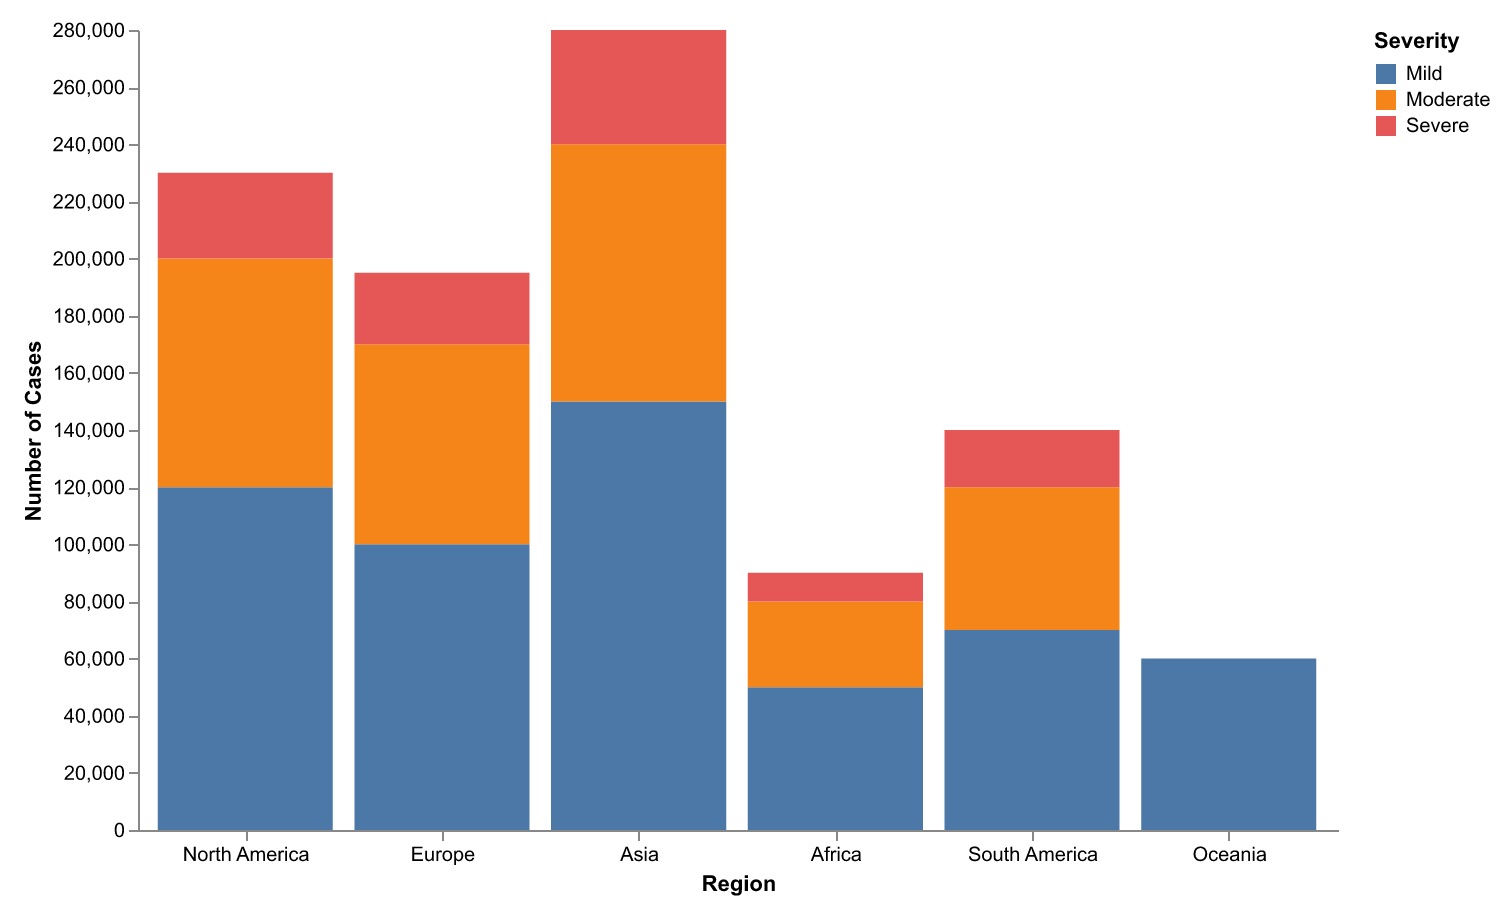 280,000
260,000
240,000
220,000
200,000
180,000
160,000
140,000
120,000
100,000
80,000
60,000
40,000
20,000
0
Number of Cases
North America
Europe
Asia
Africa
South America
Oceania
Region
Severity
Mild
Moderate
Severe